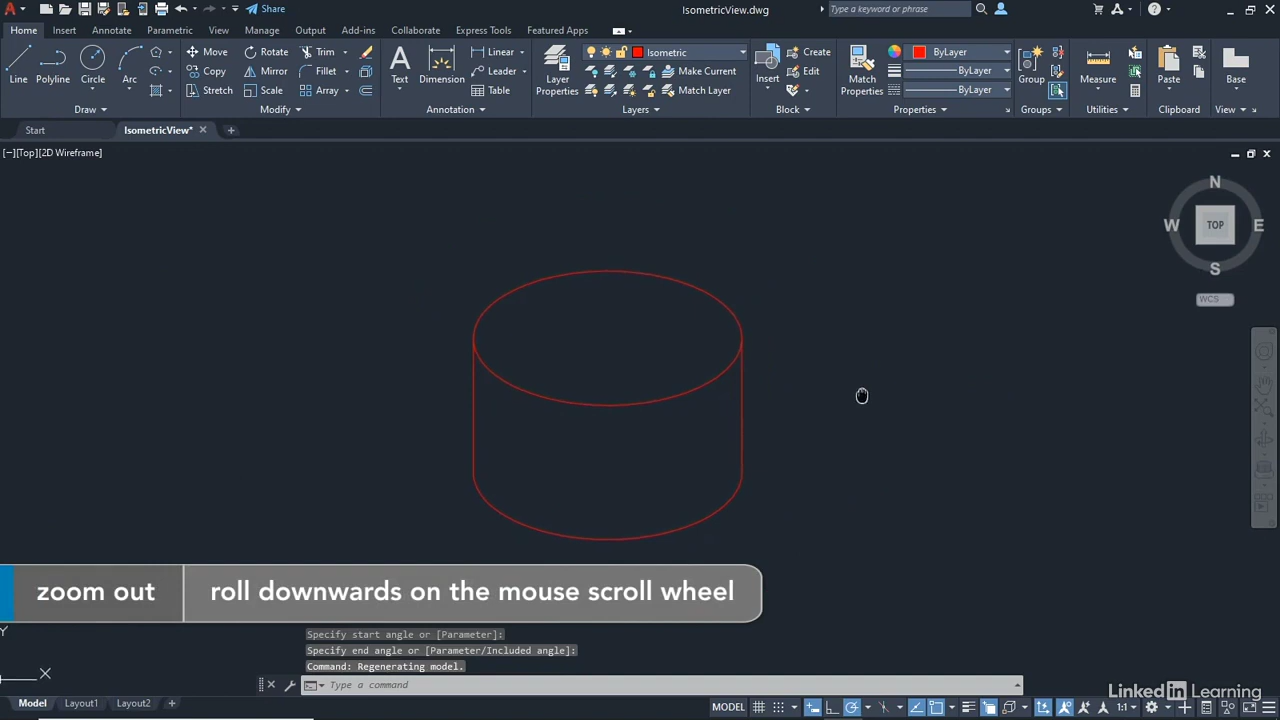 Share
IsometricView.dwg
Type a keyword or phrase
Home Insert Annotate Parametric View Manage Output Add-ins Collaborate Express Tools Featured Apps
Line Polyline Circle Arc
Move Rotate Trim
Copy Mirror Fillet
Stretch Scale Array
Text Dimension
Linear
Leader
Table
Layer Properties
Isometric
Make Current
Match Layer
Insert
Create
Edit
Match Properties
ByLayer
ByLayer
ByLayer
Group
Measure
Paste
Base
Draw Modify Annotation Layers Block Properties Groups Utilities Clipboard View
Start IsometricView*
[−][Top][2D Wireframe]
N
W TOP E
S
WCS
zoom out roll downwards on the mouse scroll wheel
Y
X
Specify start angle or [Parameter]:
Specify end angle or [Parameter/Included angle]:
Command: Regenerating model.
Type a command
LinkedIn Learning
Model Layout1 Layout2 +
MODEL 1:1